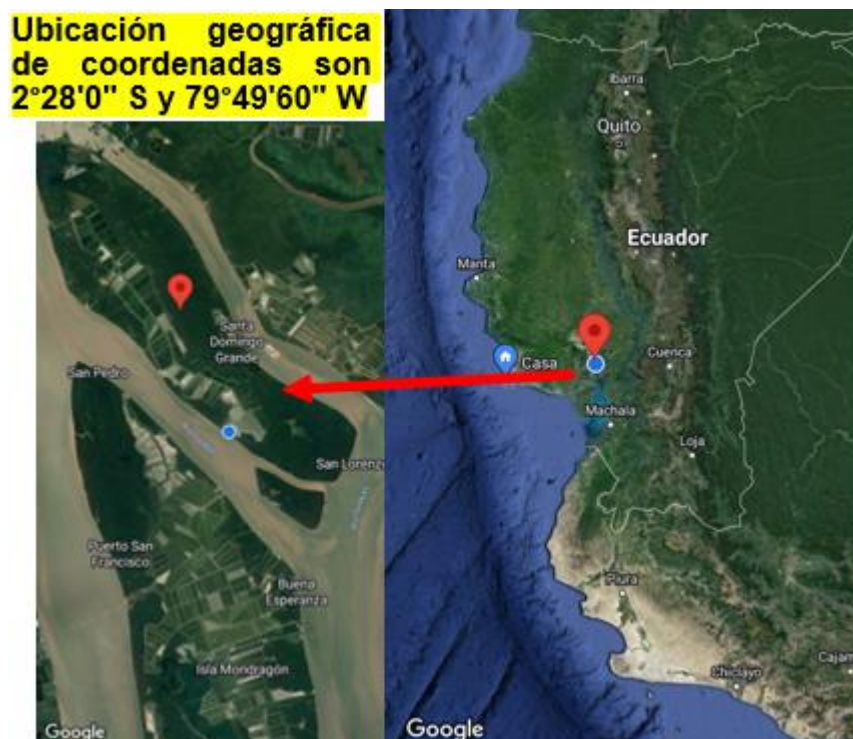 Ubicación geográfica
de coordenadas son
2°28'0" S y 79°49'60" W
Santa
Domingo
Grande
San Pedro
San Lorenzo
Puerto San
Francisco
Buena
Esperanza
Isla Mondragón
Google
Ibarra
Quito
Ecuador
Manta
Casa
Cuenca
Machala
Loja
Piura
Chiclayo
Cajam
Google